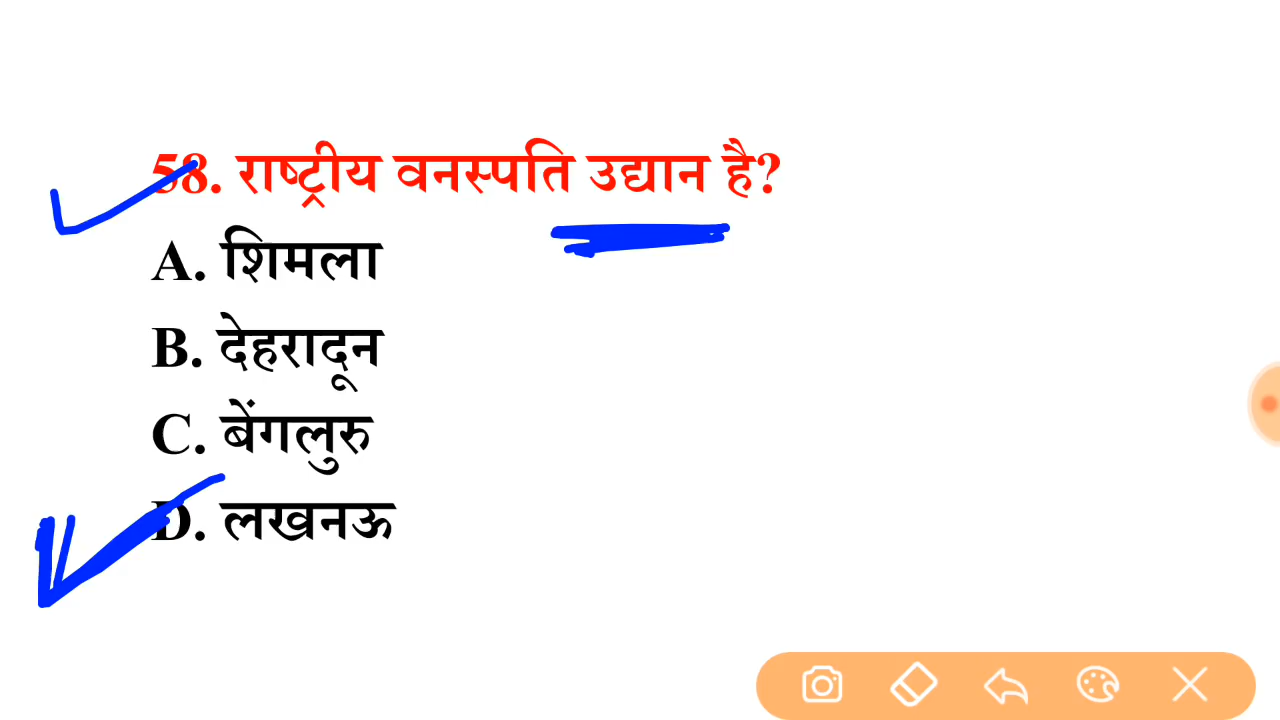 58. राष्ट्रीय वनस्पति उद्यान है?
A. शिमला
B. देहरादून
C. बेंगलुरु
D. लखनऊ